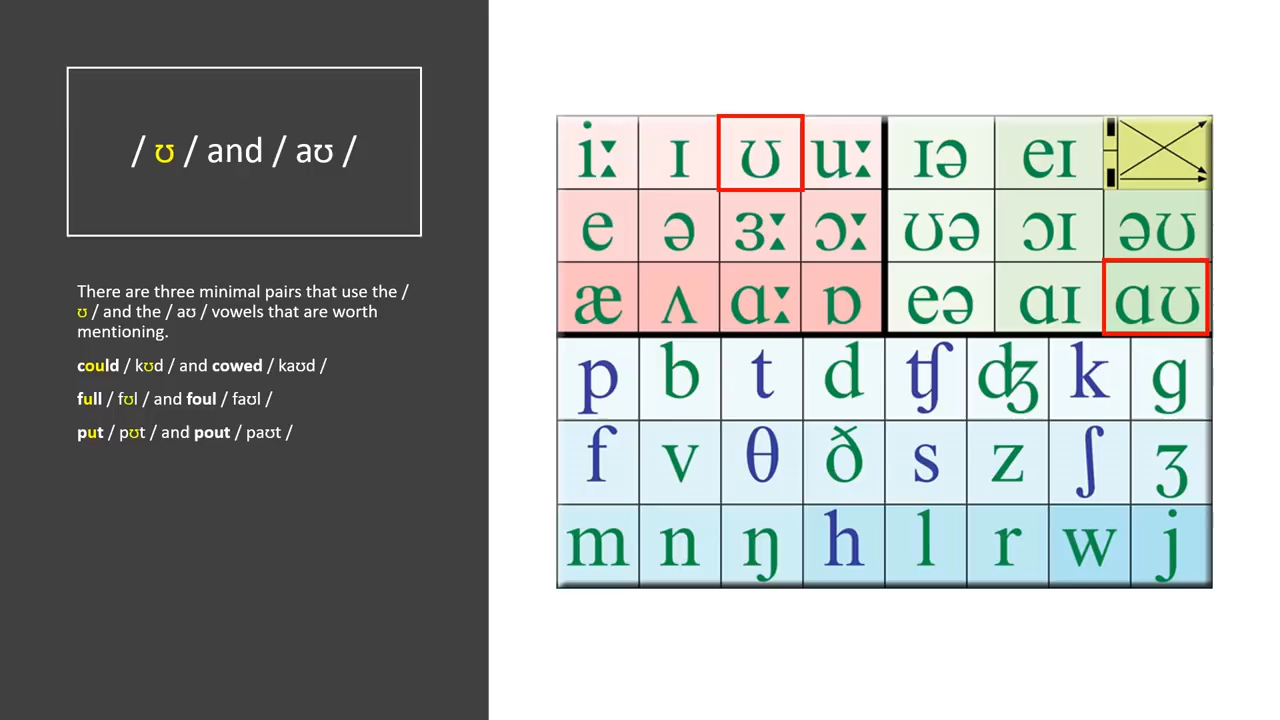 / ʊ / and / aʊ /
There are three minimal pairs that use the /
ʊ / and the / aʊ / vowels that are worth
mentioning.
could / kʊd / and cowed / kaʊd /
full / fʊl / and foul / faʊl /
put / pʊt / and pout / paʊt /
iː ɪ ʊ uː ɪə eɪ
e ə ɜː ɔː ʊə ɔɪ əʊ
æ ʌ ɑː ɒ eə ɑɪ ɑʊ
p b t d ʧ ʤ k g
f v θ ð s z ʃ ʒ
m n ŋ h l r w j